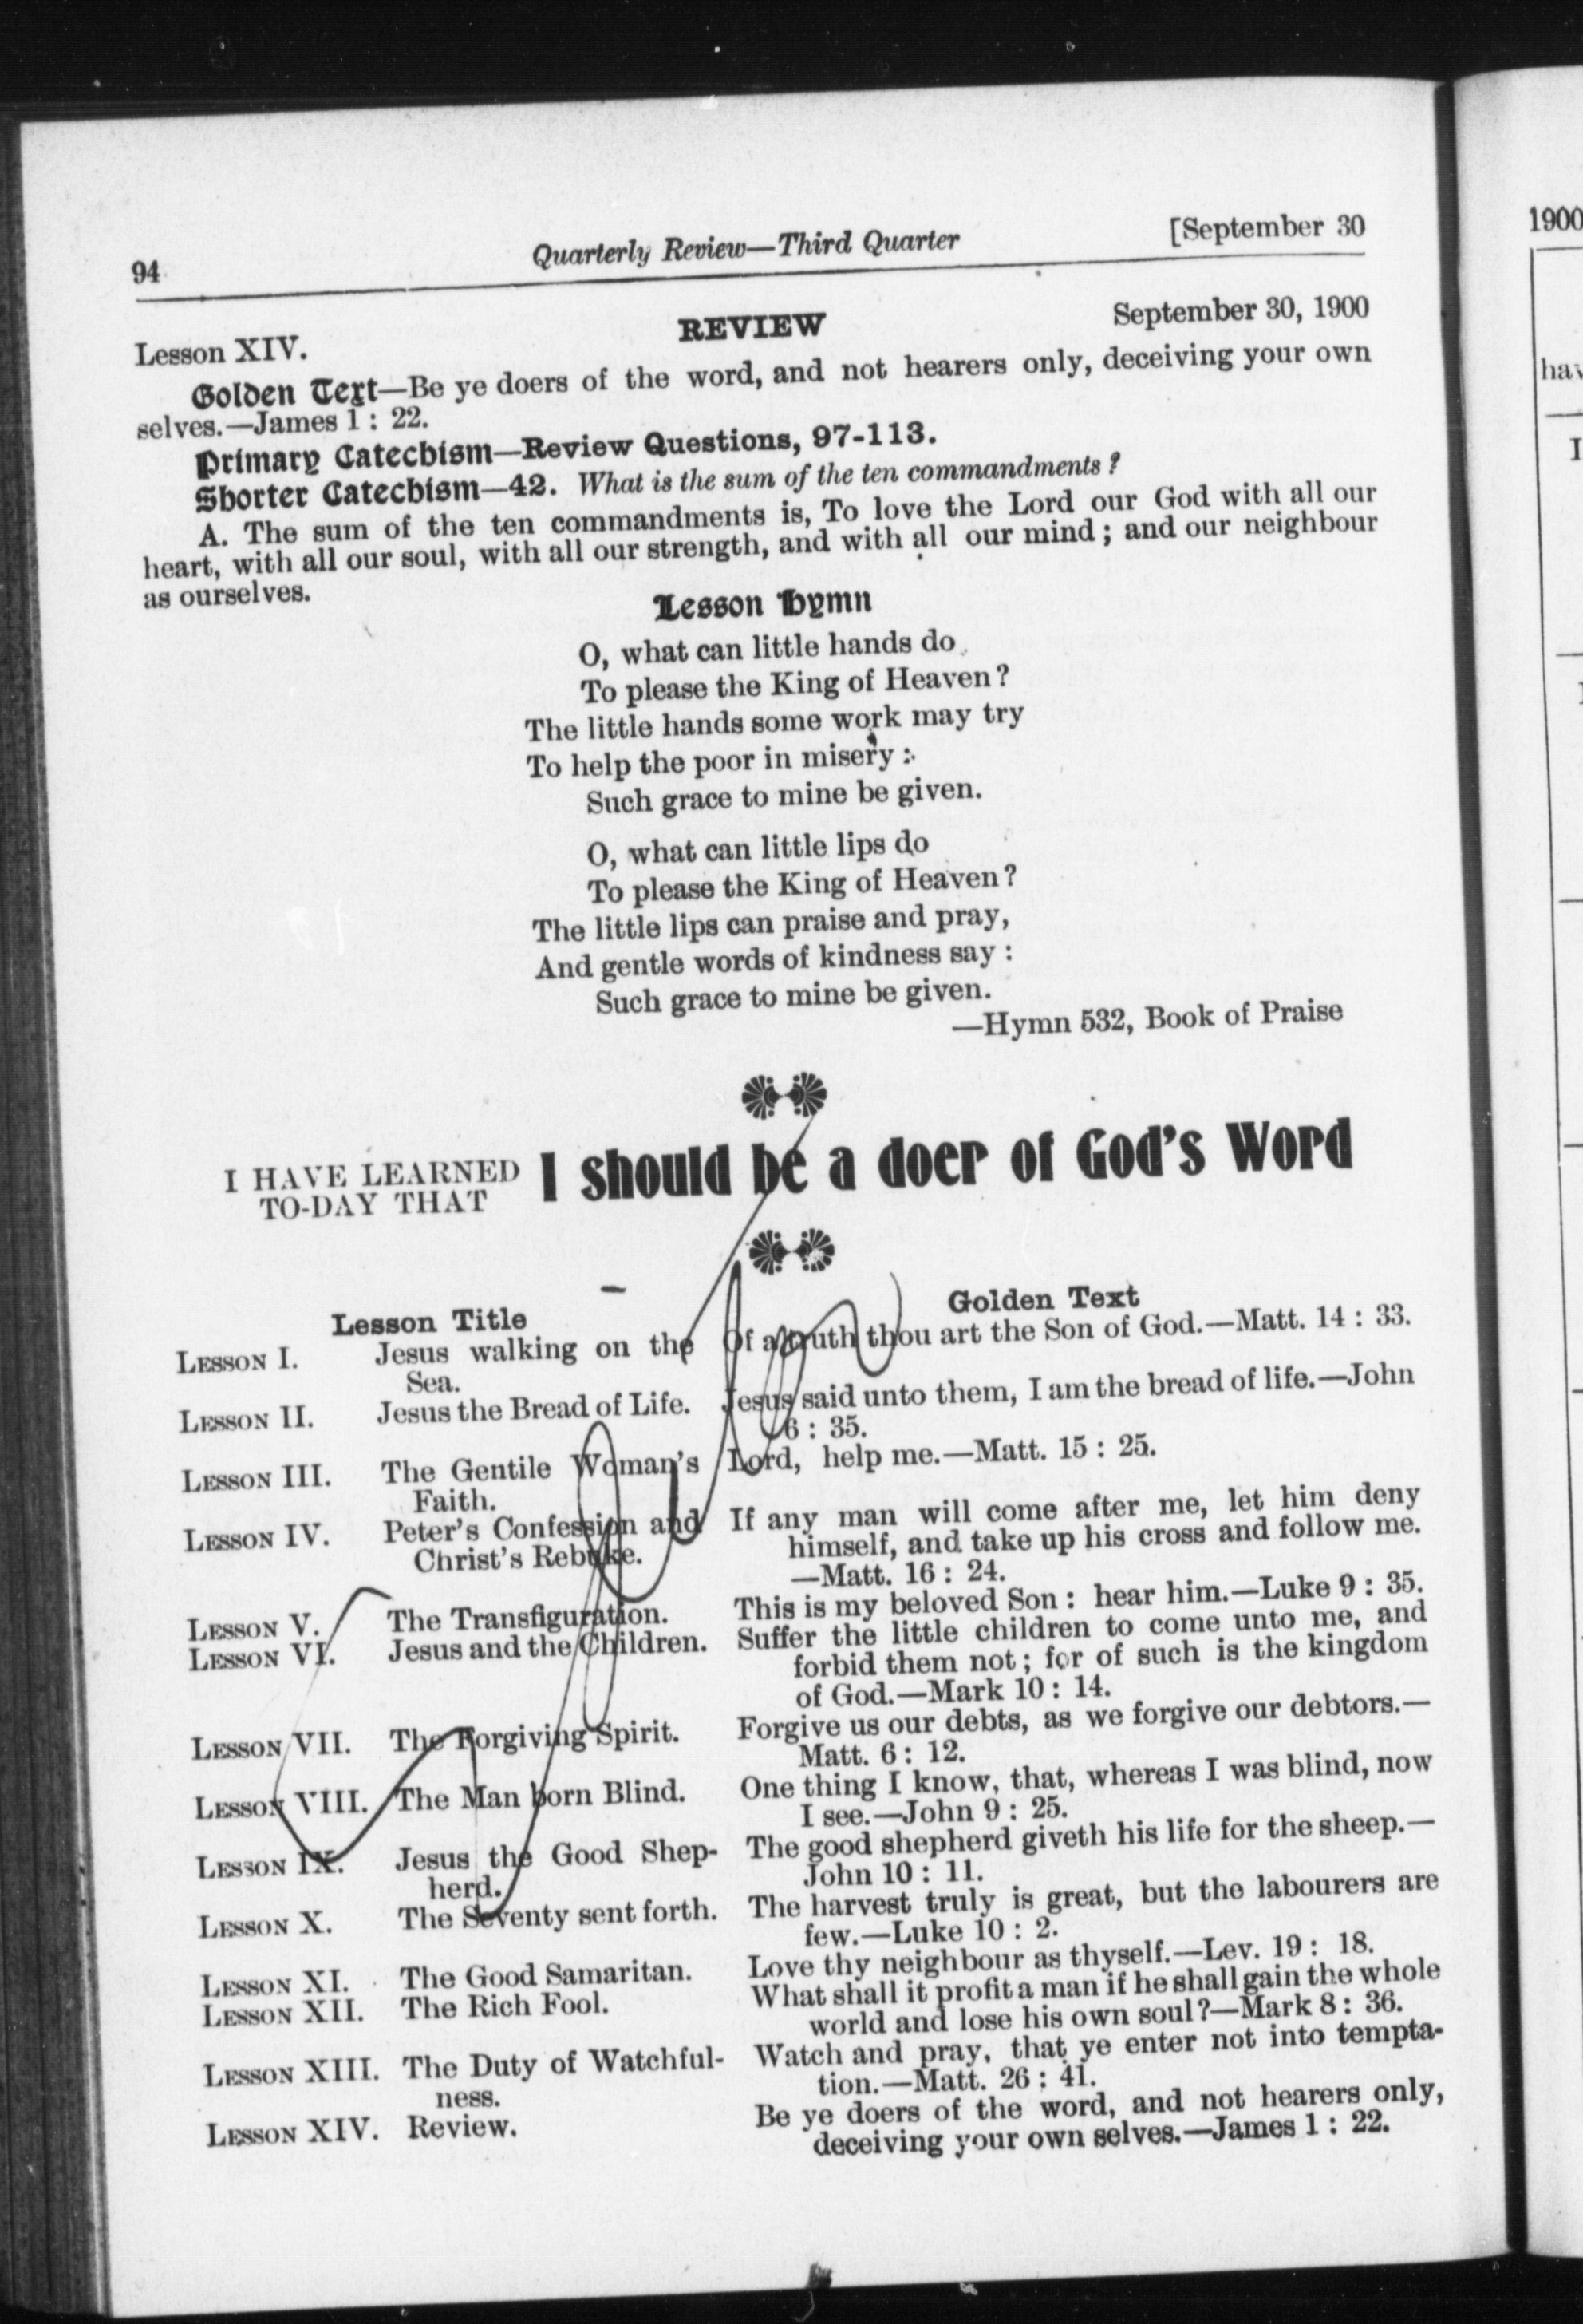 94
Quarterly Review—Third Quarter
[September 30
Lesson XIV.
REVIEW
September 30, 1900
Golden Text—Be ye doers of the word, and not hearers only, deceiving your own
selves.—James 1 : 22.
Primary Catechism—Review Questions, 97-113.
Shorter Catechism—42. What is the sum of the ten commandments ?
A. The sum of the ten commandments is, To love the Lord our God with all our
heart, with all our soul, with all our strength, and with all our mind ; and our neighbour
as ourselves.
Lesson Hymn
O, what can little hands do
To please the King of Heaven ?
The little hands some work may try
To help the poor in misery :
Such grace to mine be given.
O, what can little lips do
To please the King of Heaven ?
The little lips can praise and pray,
And gentle words of kindness say :
Such grace to mine be given.
—Hymn 532, Book of Praise
I HAVE LEARNED
TO-DAY THAT
I should be a doer of God's Word
Lesson Title
Golden Text
LESSON I. Jesus walking on the Of a truth thou art the Son of God.—Matt. 14 : 33.
Sea.
LESSON II. Jesus the Bread of Life. Jesus said unto them, I am the bread of life.—John
6 : 35.
LESSON III. The Gentile Woman's Lord, help me.—Matt. 15 : 25.
Faith.
LESSON IV. Peter's Confession and If any man will come after me, let him deny
Christ's Rebuke. himself, and take up his cross and follow me.
—Matt. 16 : 24.
LESSON V. The Transfiguration. This is my beloved Son : hear him.—Luke 9 : 35.
LESSON VI. Jesus and the Children. Suffer the little children to come unto me, and
forbid them not ; for of such is the kingdom
of God.—Mark 10 : 14.
LESSON VII. The Forgiving Spirit. Forgive us our debts, as we forgive our debtors.—
Matt. 6 : 12.
LESSON VIII. The Man born Blind. One thing I know, that, whereas I was blind, now
I see.—John 9 : 25.
LESSON IX. Jesus the Good Shep- The good shepherd giveth his life for the sheep.—
herd. John 10 : 11.
LESSON X. The Seventy sent forth. The harvest truly is great, but the labourers are
few.—Luke 10 : 2.
LESSON XI. The Good Samaritan. Love thy neighbour as thyself.—Lev. 19 : 18.
LESSON XII. The Rich Fool. What shall it profit a man if he shall gain the whole
world and lose his own soul ?—Mark 8 : 36.
LESSON XIII. The Duty of Watchful- Watch and pray, that ye enter not into tempta-
ness. tion.—Matt. 26 : 41.
LESSON XIV. Review. Be ye doers of the word, and not hearers only,
deceiving your own selves.—James 1 : 22.
1900